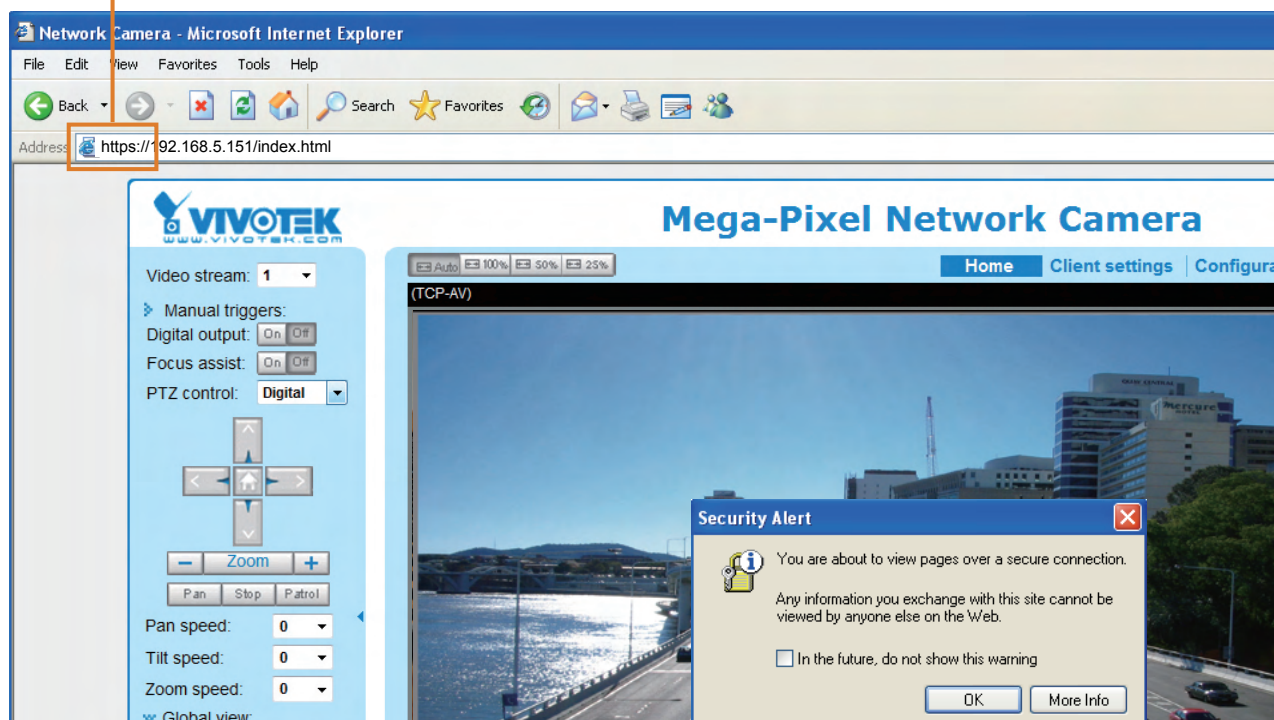 Network Camera - Microsoft Internet Explorer
File Edit View Favorites Tools Help
Back Search Favorites
Address https://192.168.5.151/index.html
VIVOTEK
www.vivotek.com
Mega-Pixel Network Camera
Auto 100% 50% 25%
Home Client settings Configura
(TCP-AV)
Video stream: 1
Manual triggers:
Digital output: On Off
Focus assist: On Off
PTZ control: Digital
Zoom
Pan Stop Patrol
Pan speed: 0
Tilt speed: 0
Zoom speed: 0
Global view:
Mercure
HOTEL
Security Alert
You are about to view pages over a secure connection.
Any information you exchange with this site cannot be
viewed by anyone else on the Web.
In the future, do not show this warning
OK More Info